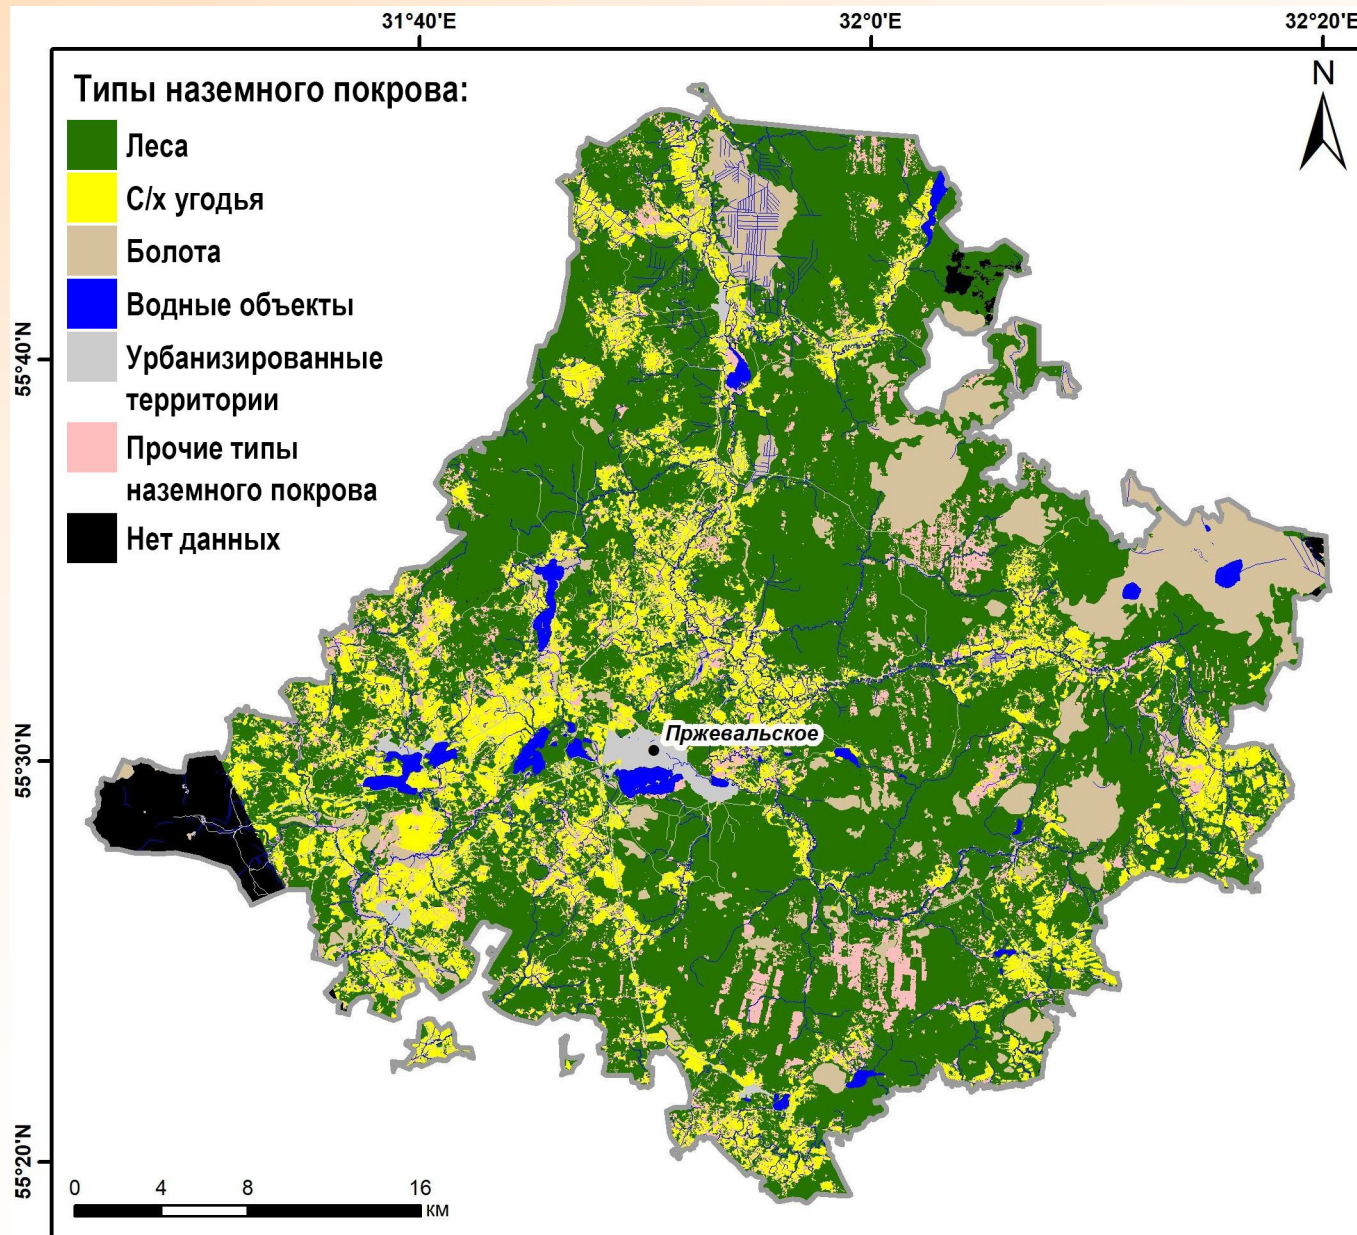 31°40'E
32°0'E
32°20'E
N
Типы наземного покрова:
Леса
С/х угодья
Болота
Водные объекты
Урбанизированные
территории
Прочие типы
наземного покрова
Нет данных
55°40'N
Пржевальское
55°30'N
55°20'N
0 4 8 16
км